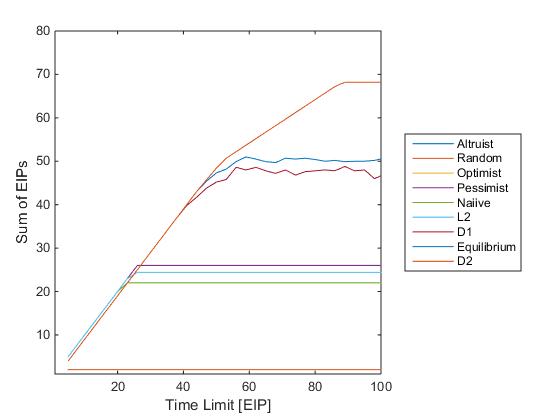 80
70
60
50
40
30
20
10
Sum of EIPs
20 40 60 80 100
Time Limit [EIP]
Altruist
Random
Optimist
Pessimist
Naiive
L2
D1
Equilibrium
D2